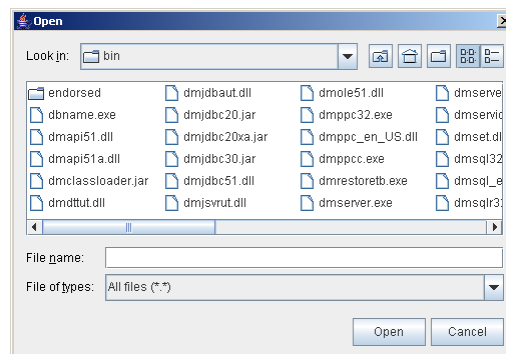 Open
Look in: bin
endorsed dmjdbaut.dll dmole51.dll
dbname.exe dmjdbc20.jar dmppc32.exe
dmapi51.dll dmjdbc20xa.jar dmppc_en_US.dll
dmapi51a.dll dmjdbc30.jar dmppcc.exe dmsql32
dmclassloader.jar dmjdbc51.dll dmrestoretb.exe dmsql_e
dmdttut.dll dmjsvrut.dll dmserver.exe
File name:
File of types: All files (*.*)
Open Cancel